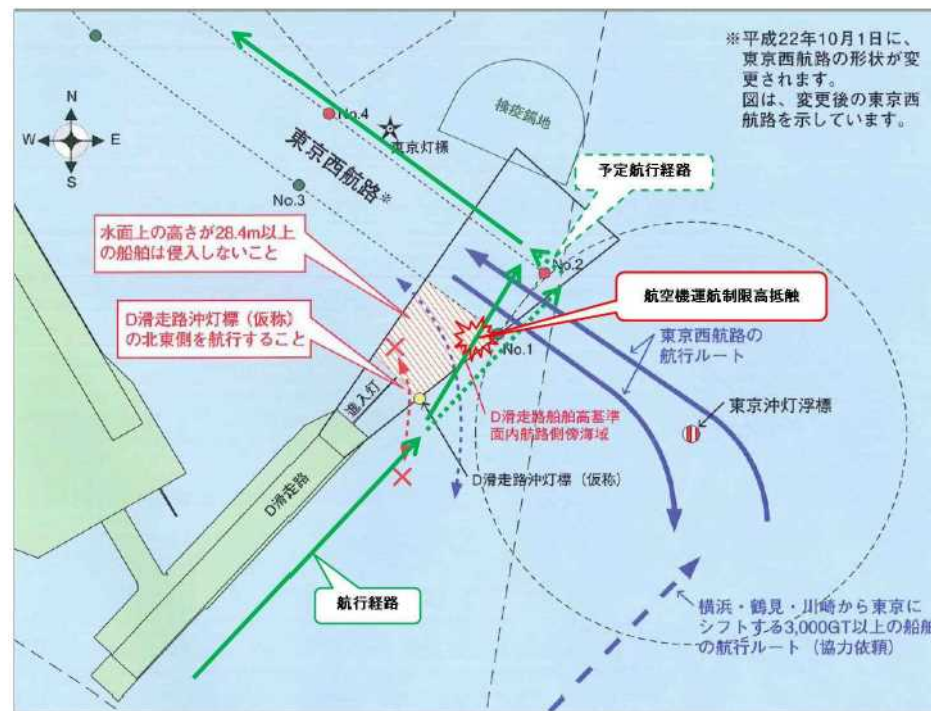 ※平成22年10月1日に、
東京西航路の形状が変
更されます。
図は、変更後の東京西
航路を示しています。
N
W
E
S
No.4
東京灯標
検疫錨地
東京西航路※
No.3
予定航行経路
水面上の高さが28.4m以上
の船舶は侵入しないこと
No.2
航空機運航制限高抵触
D滑走路沖灯標（仮称）
の北東側を航行すること
No.1
東京西航路の
航行ルート
進入灯
東京沖灯浮標
D滑走路船舶高基準
面内航路側傍海域
D滑走路沖灯標（仮称）
D滑走路
航行経路
横浜・鶴見・川崎から東京に
シフトする3,000GT以上の船舶
の航行ルート（協力依頼）